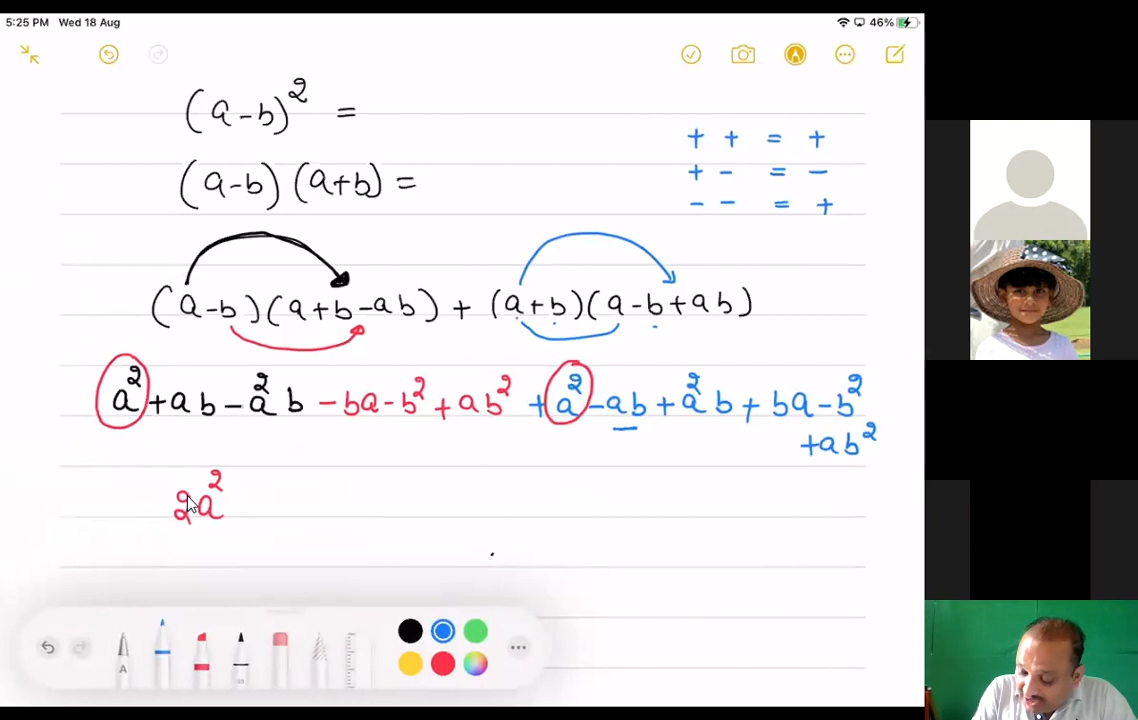 5:25 PM Wed 18 Aug 46%
(a-b)² =
+ + = +
(a-b) (a+b) =
+ - = -
- - = +
(a-b)(a+b-ab) + (a+b)(a-b+ab)
a²+ab-a²b-ba-b²+ab² +a²-ab+a²b+ba-b²
+ab²
2a²
A